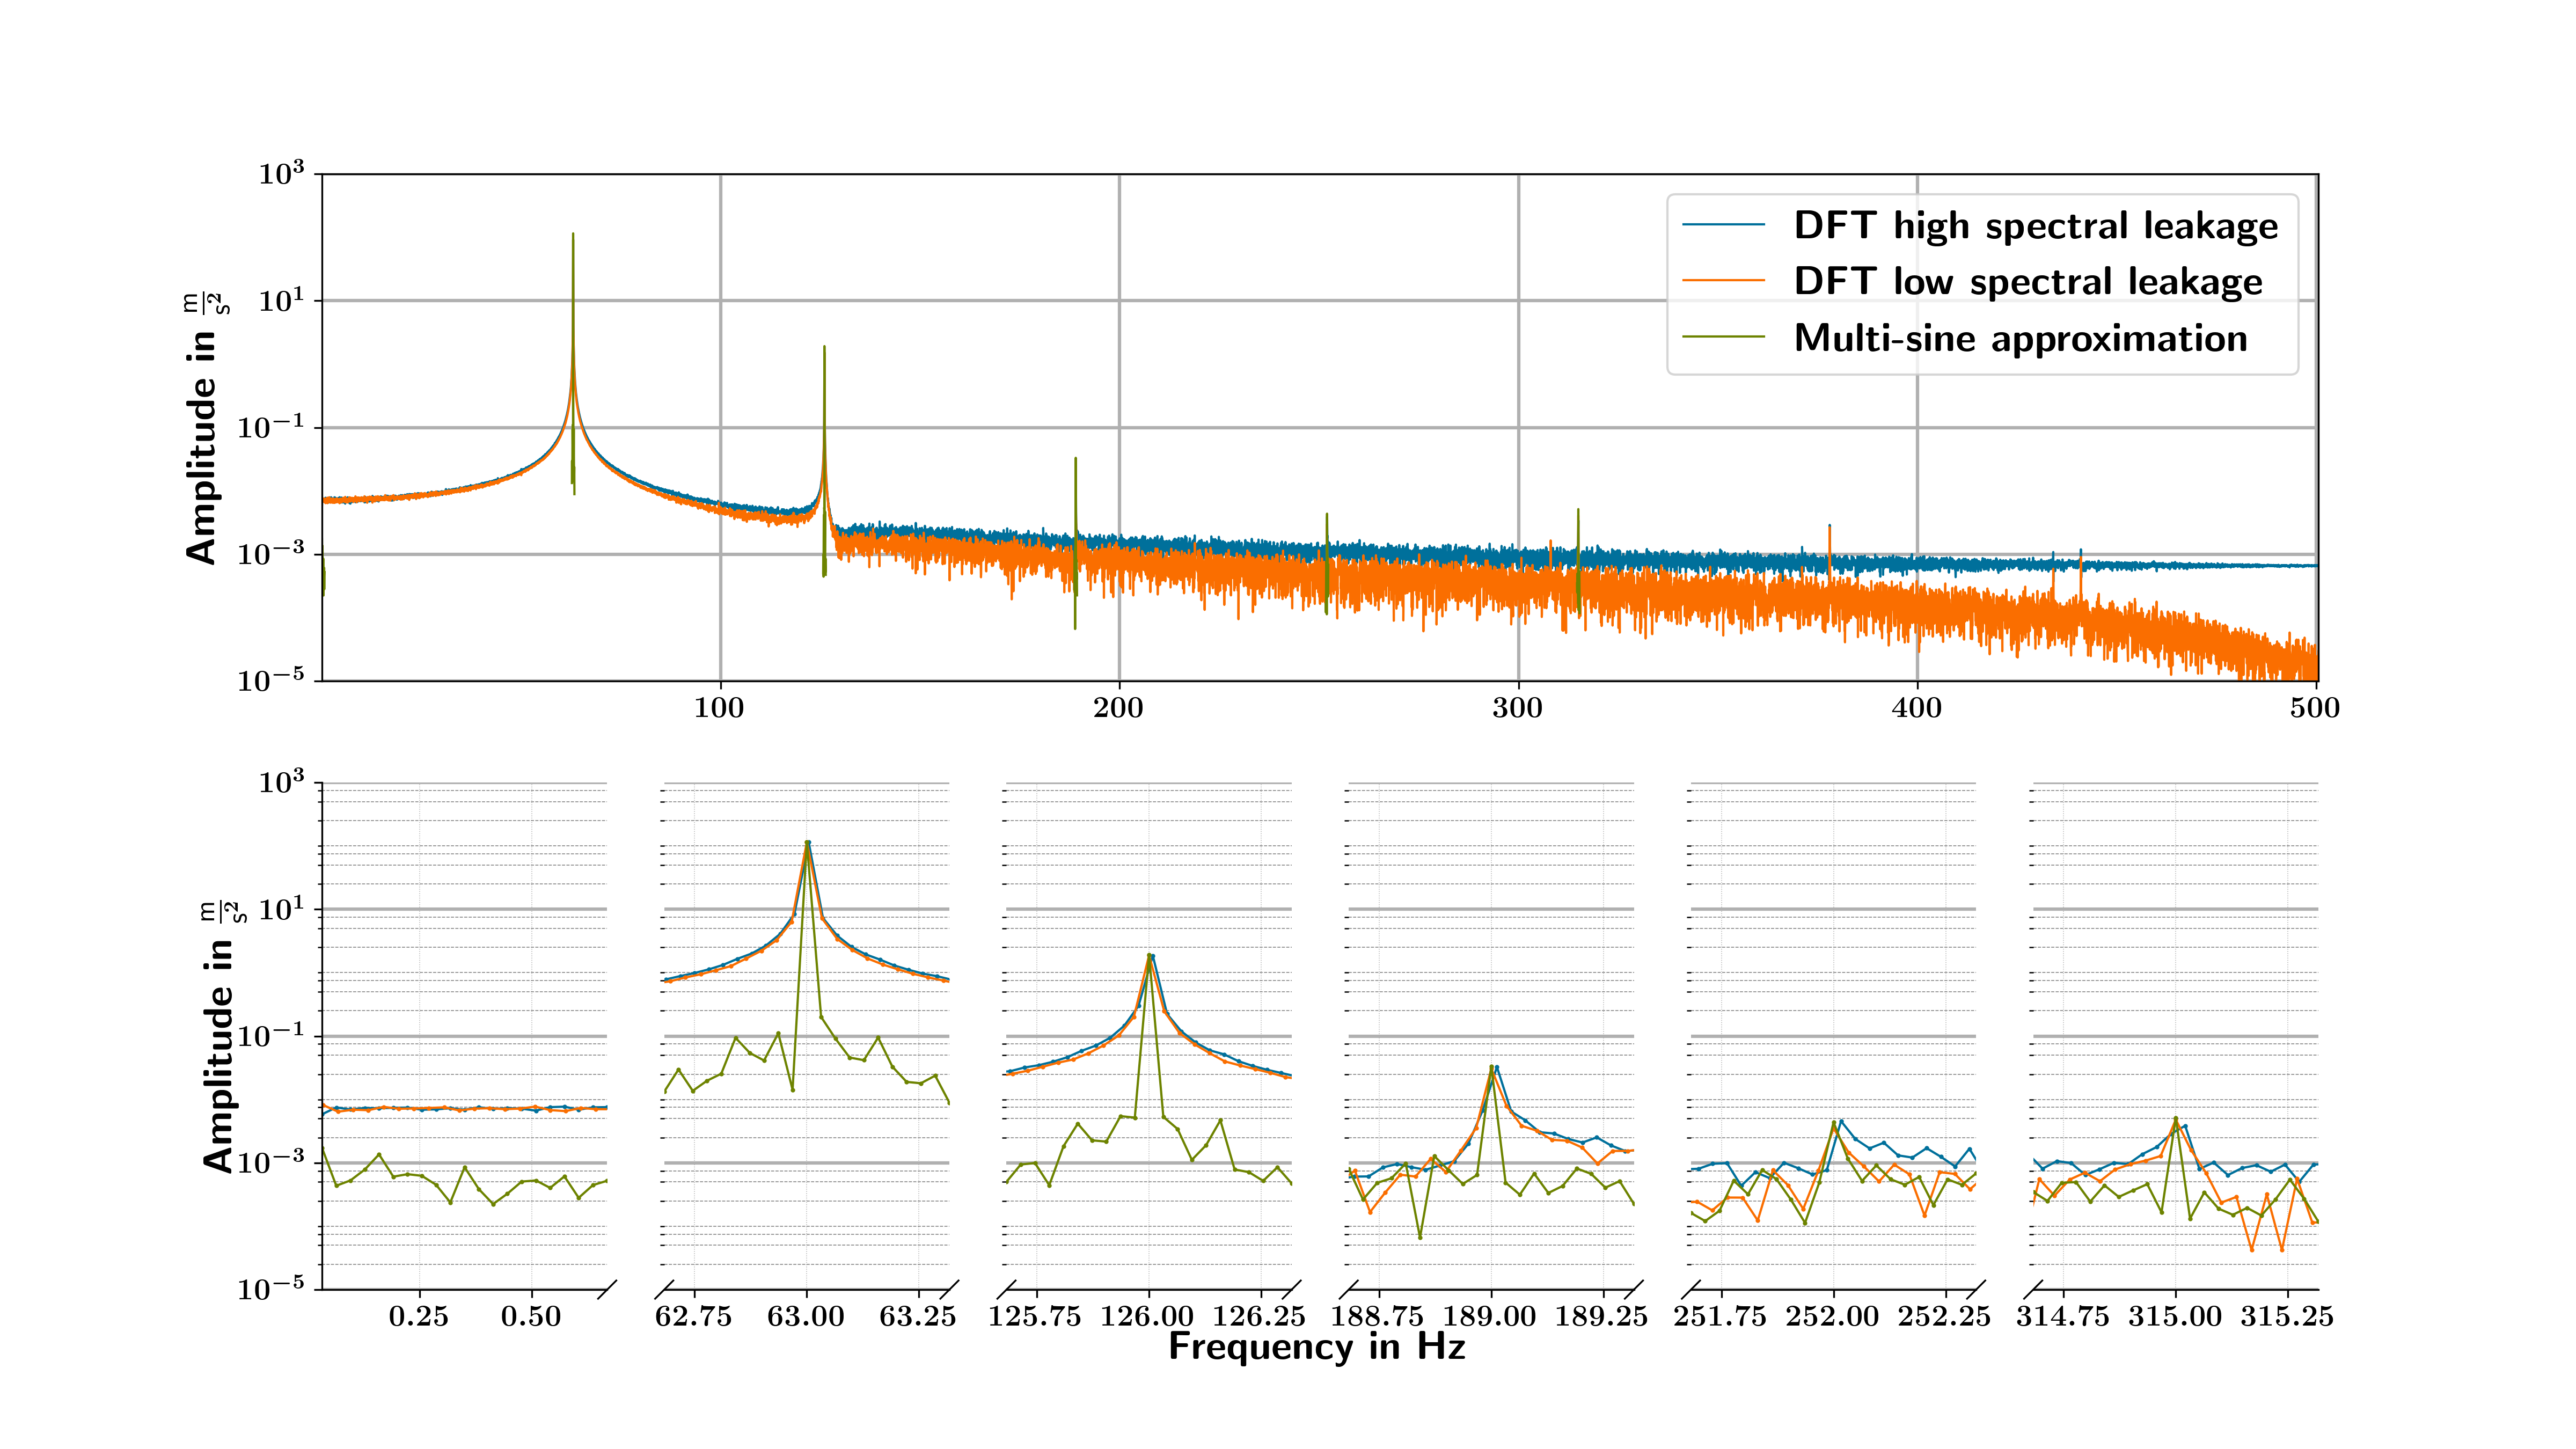 10³
10¹
10⁻¹
10⁻³
10⁻⁵
Amplitude in m/s²
DFT high spectral leakage
DFT low spectral leakage
Multi-sine approximation
100 200 300 400 500
10³
10¹
10⁻¹
10⁻³
10⁻⁵
Amplitude in m/s²
0.25 0.50 62.75 63.00 63.25 125.75 126.00 126.25 188.75 189.00 189.25 251.75 252.00 252.25 314.75 315.00 315.25
Frequency in Hz